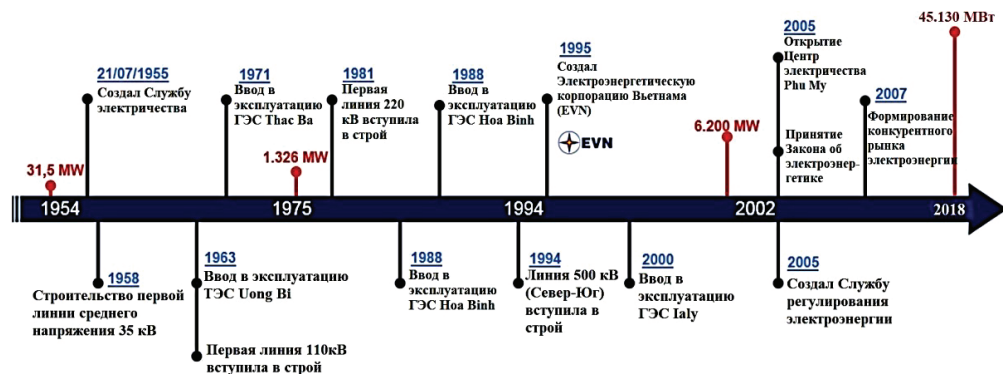 45.130 МВт
2005
Открытие
Центр
электричества
Phu My
1995
Создал
Электроэнергетическую
корпорацию Вьетнама
(EVN)
EVN
21/07/1955
Создал Службу
электричества
1971
Ввод в
эксплуатацию
ГЭС Thac Ba
1981
Первая
линия 220
кВ вступила
в строй
1988
Ввод в
эксплуатацию
ГЭС Hoa Binh
2007
Формирование
конкурентного
рынка
электроэнергии
6.200 MW
Принятие
Закона об
электроэнер-
гетике
31,5 MW
1.326 MW
1954
1975
1994
2002
2018
1958
Строительство первой
линии среднего
напряжения 35 кВ
1963
Ввод в эксплуатацию
ТЭС Uong Bi
Первая линия 110кВ
вступила в строй
1988
Ввод в
эксплуатацию
ГЭС Hoa Binh
1994
Линия 500 кВ
(Север-Юг)
вступила в
строй
2000
Ввод в
эксплуатацию
ГЭС Ialy
2005
Создал Службу
регулирования
электроэнергии